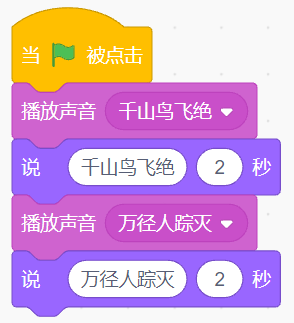 当 被点击
播放声音 千山鸟飞绝
说 千山鸟飞绝 2 秒
播放声音 万径人踪灭
说 万径人踪灭 2 秒